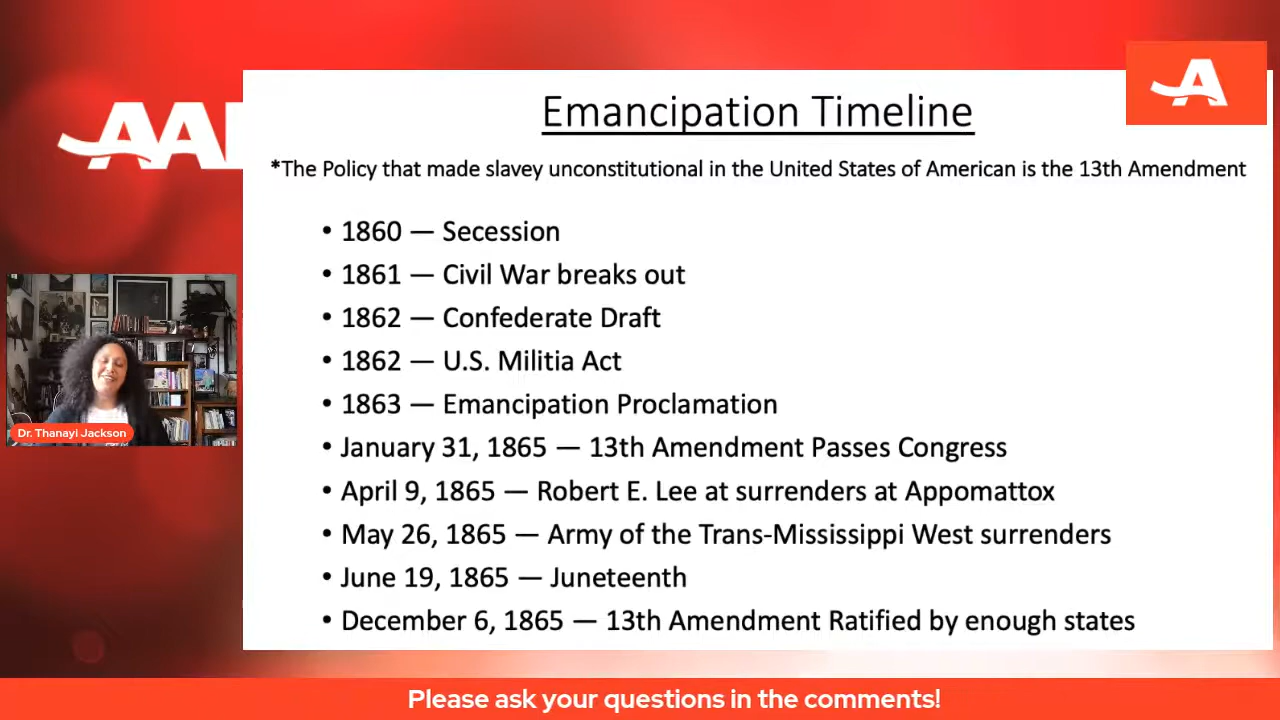 AAI
A
Emancipation Timeline
*The Policy that made slavey unconstitutional in the United States of American is the 13th Amendment
• 1860 — Secession
• 1861 — Civil War breaks out
• 1862 — Confederate Draft
• 1862 — U.S. Militia Act
• 1863 — Emancipation Proclamation
• January 31, 1865 — 13th Amendment Passes Congress
• April 9, 1865 — Robert E. Lee at surrenders at Appomattox
• May 26, 1865 — Army of the Trans-Mississippi West surrenders
• June 19, 1865 — Juneteenth
• December 6, 1865 — 13th Amendment Ratified by enough states
Dr. Thanayi Jackson
Please ask your questions in the comments!